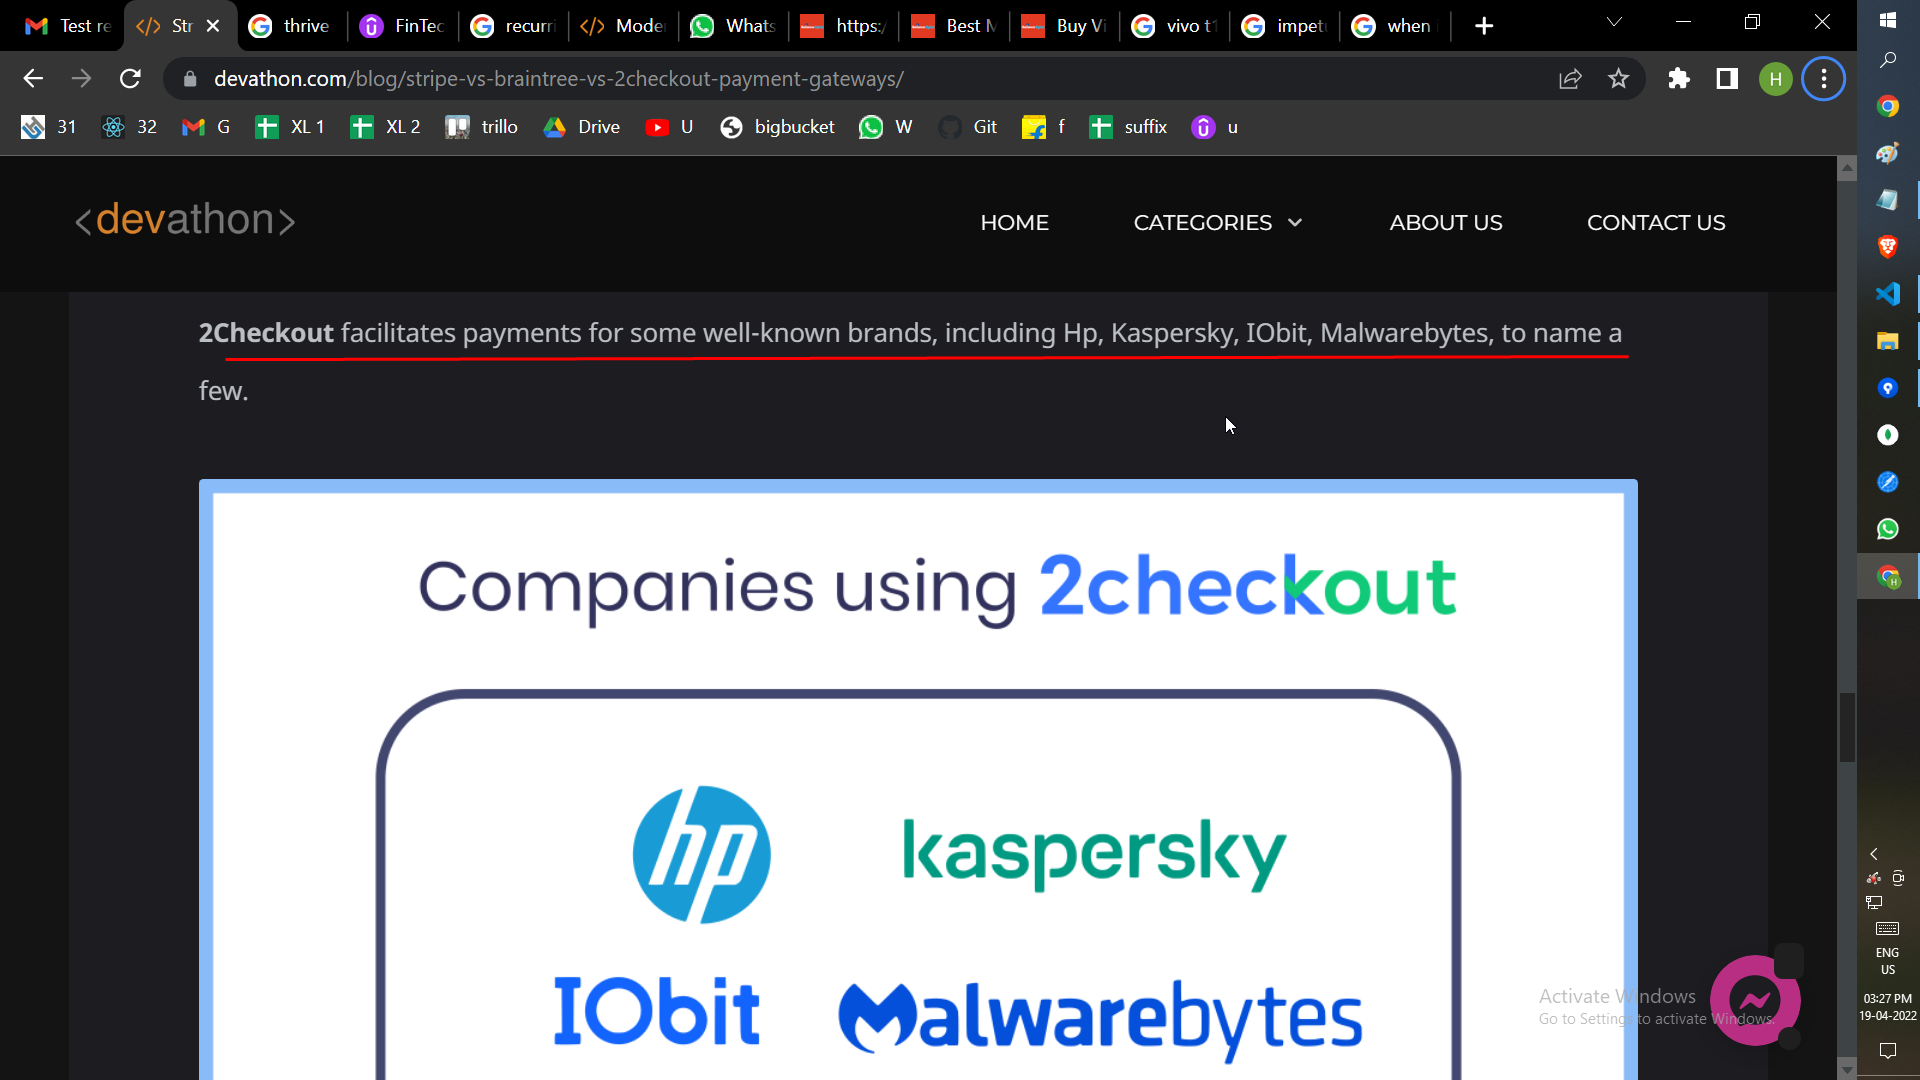 Test re
Str
thrive
FinTec
recurri
Mode
Whats
https:/
Best M
Buy Vi
vivo t1
impet
when
devathon.com/blog/stripe-vs-braintree-vs-2checkout-payment-gateways/
H
31
32
G
XL 1
XL 2
trillo
Drive
U
bigbucket
W
Git
f
suffix
u
<devathon>
HOME
CATEGORIES
ABOUT US
CONTACT US
2Checkout facilitates payments for some well-known brands, including Hp, Kaspersky, IObit, Malwarebytes, to name a
few.
Companies using 2checkout
hp
kaspersky
IObit
Malwarebytes
Activate Windows
Go to Settings to activate Windows.
ENG
US
03:27 PM
19-04-2022